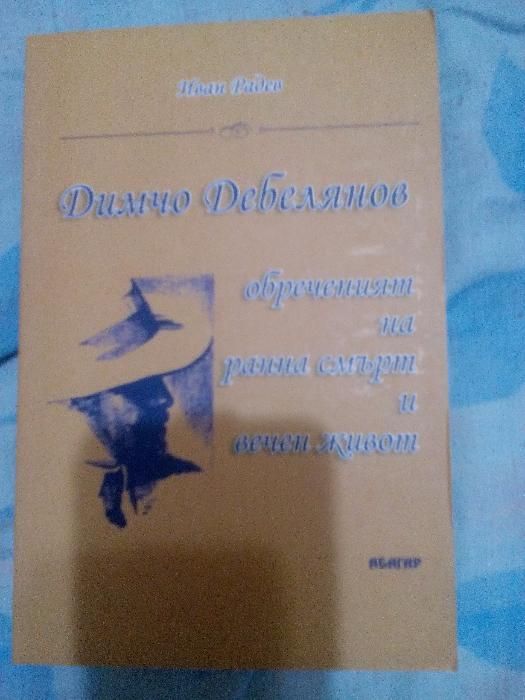 Иван Радев
Димчо Дебелянов
обреченият
на
ранна смърт
и
вечен живот
АБАГАР